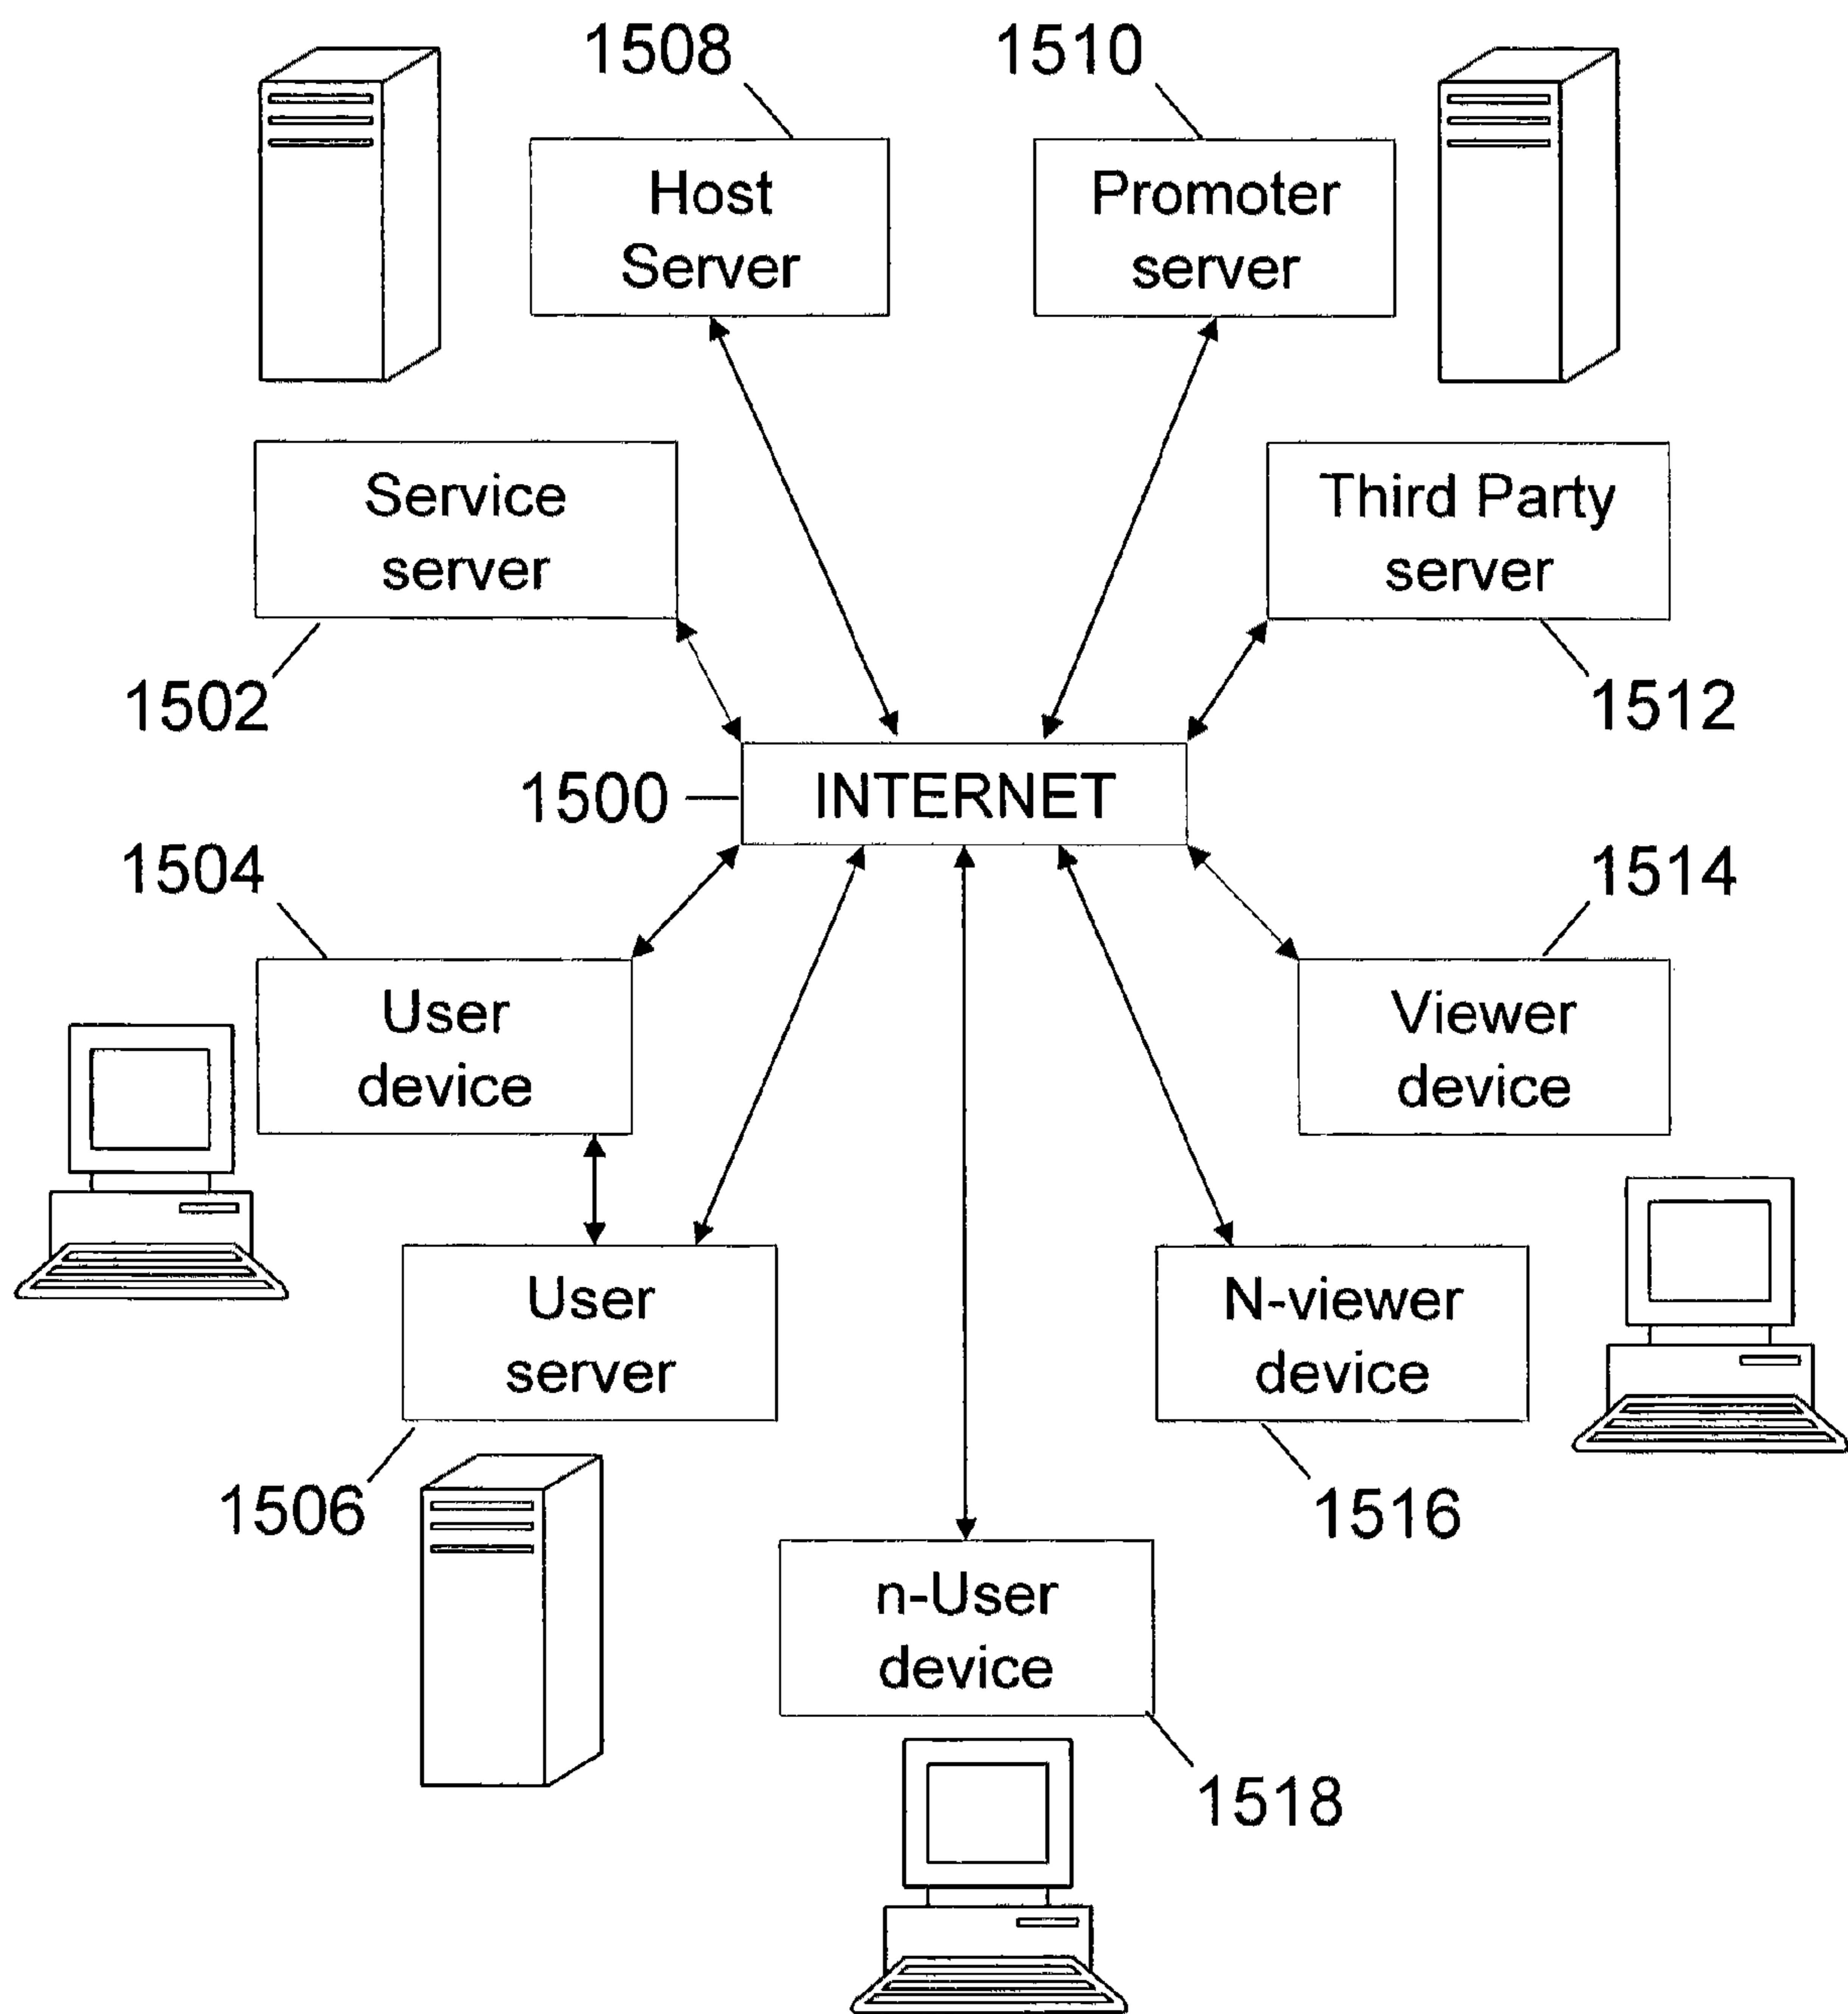 1508
1510
Host
Server
Promoter
server
Service
server
Third Party
server
1502
1512
1500
INTERNET
1504
1514
User
device
Viewer
device
User
server
N-viewer
device
1506
1516
n-User
device
1518